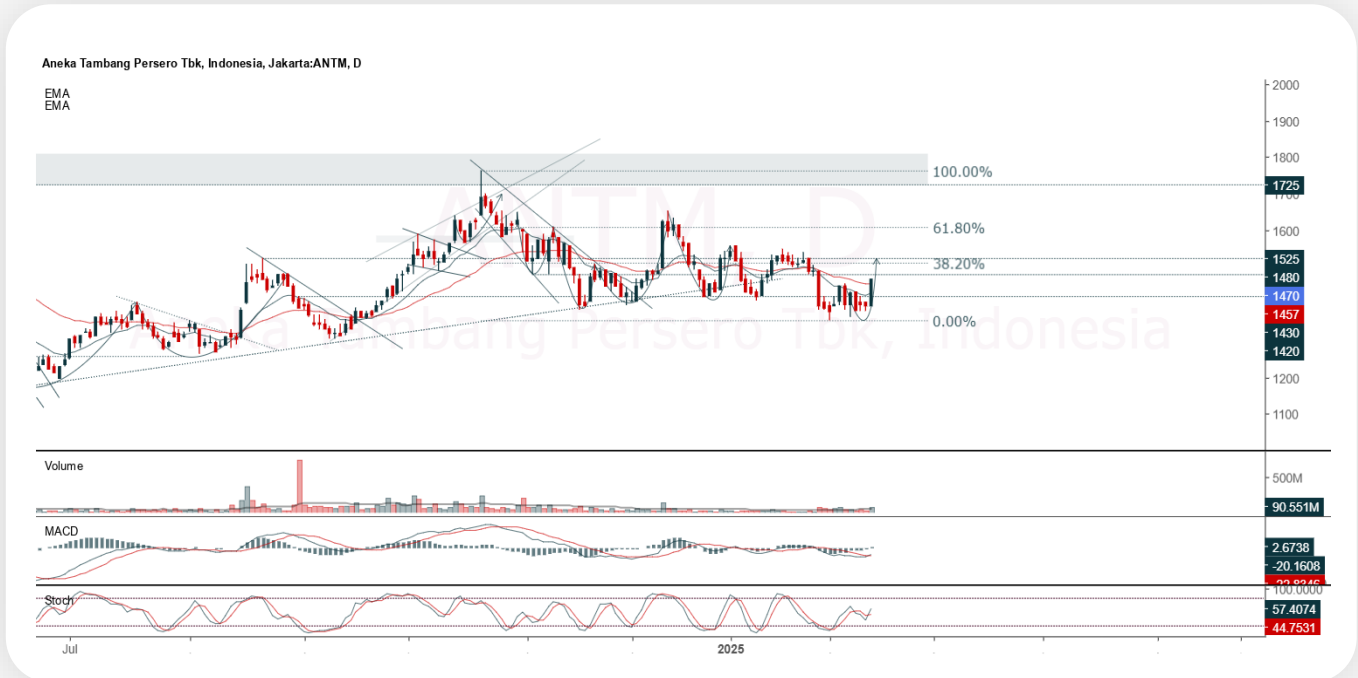 Aneka Tambang Persero Tbk, Indonesia, Jakarta:ANTM, D
EMA
EMA
ANTM, D
Aneka Tambang Persero Tbk, Indonesia
100.00%
61.80%
38.20%
0.00%
2000
1900
1800
1725
1600
1525
1480
1470
1457
1430
1420
1200
1100
Volume
500M
90.551M
MACD
2.6738
-20.1608
Stoch
100.0000
57.4074
44.7531
Jul
2025